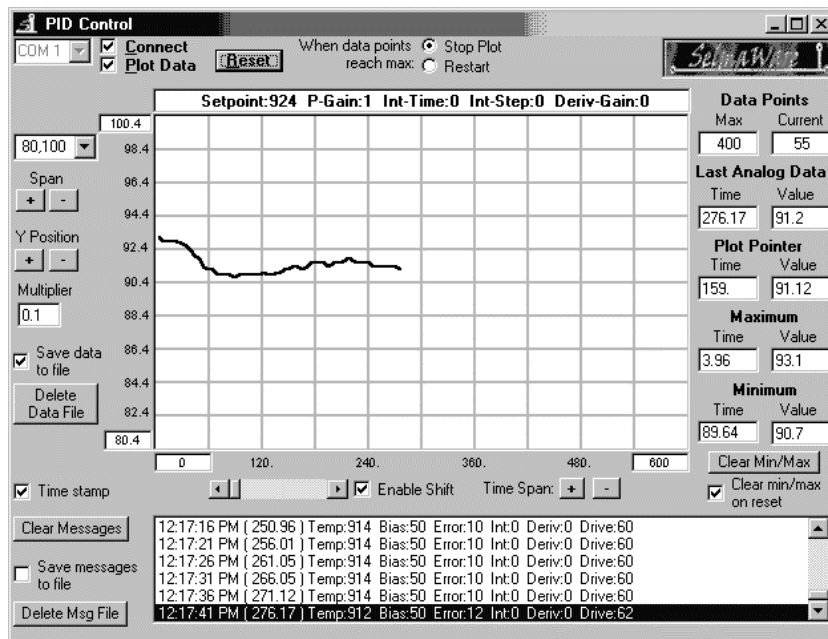 PID Control
COM 1
Connect
Plot Data
Reset
When data points
reach max:
Stop Plot
Restart
Setpoint:924 P-Gain:1 Int-Time:0 Int-Step:0 Deriv-Gain:0
80,100
Span
+ -
Y Position
+ -
Multiplier
0.1
Save data
to file
Delete
Data File
100.4
98.4
96.4
94.4
92.4
90.4
88.4
86.4
84.4
82.4
80.4
0 120. 240. 360. 480. 600
Data Points
Max Current
400 55
Last Analog Data
Time Value
276.17 91.2
Plot Pointer
Time Value
159. 91.12
Maximum
Time Value
3.96 93.1
Minimum
Time Value
89.64 90.7
Clear Min/Max
Clear min/max
on reset
Time stamp
Enable Shift
Time Span: + -
Clear Messages
Save messages
to file
Delete Msg File
12:17:16 PM ( 250.96 ) Temp:914 Bias:50 Error:10 Int:0 Deriv:0 Drive:60
12:17:21 PM ( 256.01 ) Temp:914 Bias:50 Error:10 Int:0 Deriv:0 Drive:60
12:17:26 PM ( 261.05 ) Temp:914 Bias:50 Error:10 Int:0 Deriv:0 Drive:60
12:17:31 PM ( 266.05 ) Temp:914 Bias:50 Error:10 Int:0 Deriv:0 Drive:60
12:17:36 PM ( 271.12 ) Temp:914 Bias:50 Error:10 Int:0 Deriv:0 Drive:60
12:17:41 PM ( 276.17 ) Temp:912 Bias:50 Error:12 Int:0 Deriv:0 Drive:62